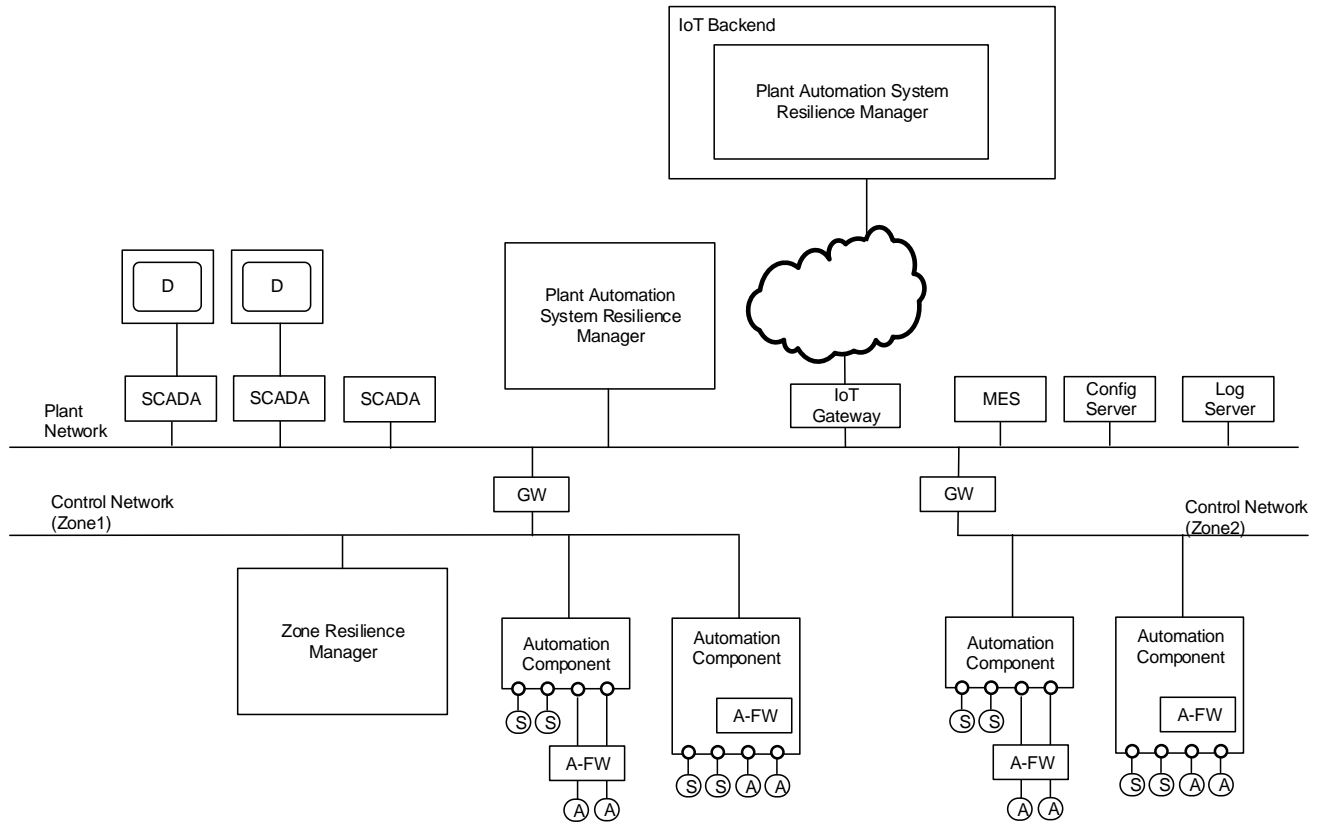 IoT Backend
Plant Automation System
Resilience Manager
D
D
Plant Automation
System Resilience
Manager
SCADA
SCADA
SCADA
IoT
Gateway
MES
Config
Server
Log
Server
Plant
Network
GW
GW
Control Network
(Zone1)
Control Network
(Zone2)
Zone Resilience
Manager
Automation
Component
S
S
A-FW
A
A
Automation
Component
A-FW
S
S
A
A
Automation
Component
S
S
A-FW
A
A
Automation
Component
A-FW
S
S
A
A